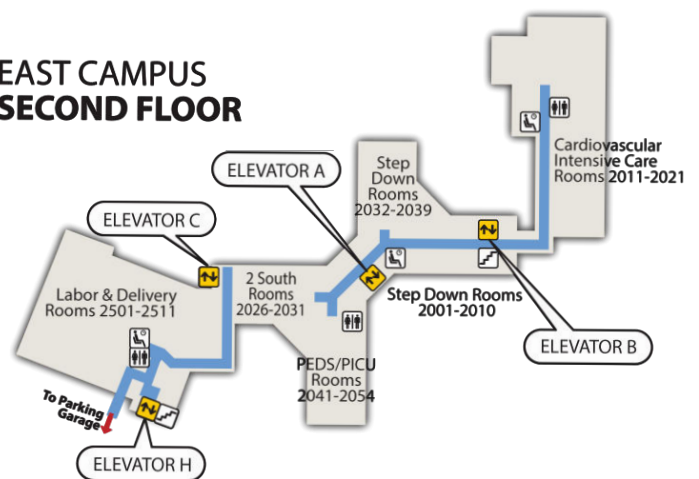 EAST CAMPUS
SECOND FLOOR
ELEVATOR A
ELEVATOR C
Step
Down
Rooms
2032-2039
Cardiovascular
Intensive Care
Rooms 2011-2021
Labor & Delivery
Rooms 2501-2511
2 South
Rooms
2026-2031
Step Down Rooms
2001-2010
ELEVATOR B
PEDS/PICU
Rooms
2041-2054
To Parking
Garage
ELEVATOR H